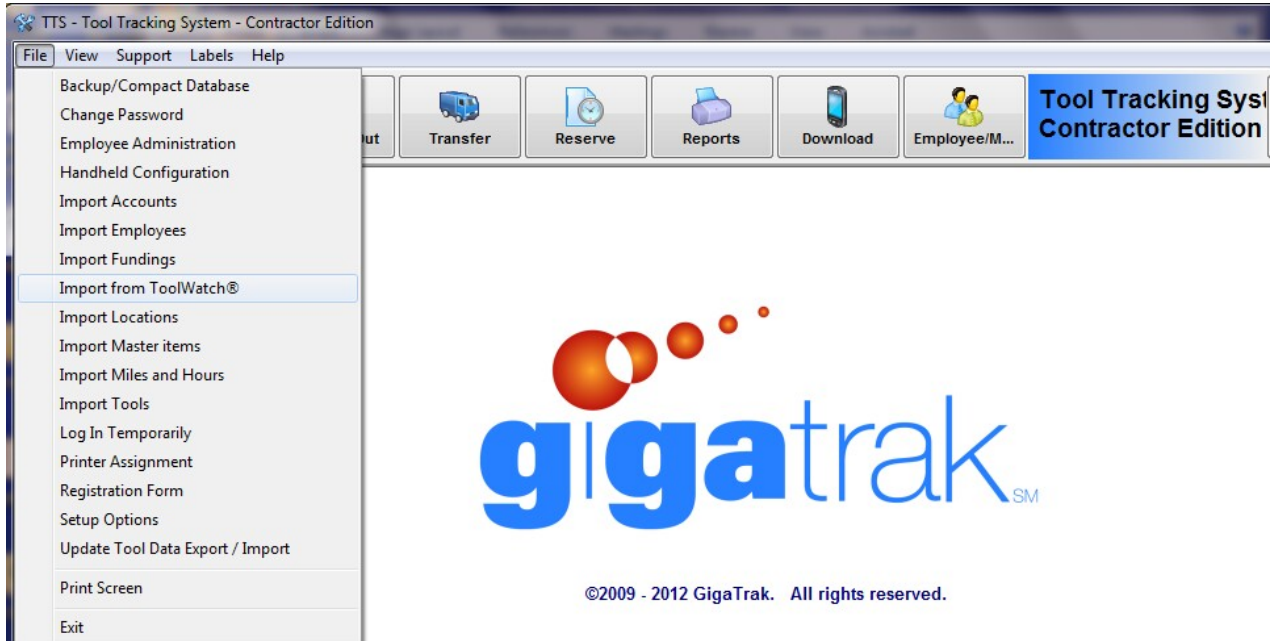 TTS - Tool Tracking System - Contractor Edition
File View Support Labels Help
Backup/Compact Database
Change Password
Employee Administration
Handheld Configuration
Import Accounts
Import Employees
Import Fundings
Import from ToolWatch®
Import Locations
Import Master items
Import Miles and Hours
Import Tools
Log In Temporarily
Printer Assignment
Registration Form
Setup Options
Update Tool Data Export / Import
Print Screen
Exit
ut
Transfer
Reserve
Reports
Download
Employee/M...
Tool Tracking Syst
Contractor Edition
gigatrak SM
©2009 - 2012 GigaTrak. All rights reserved.